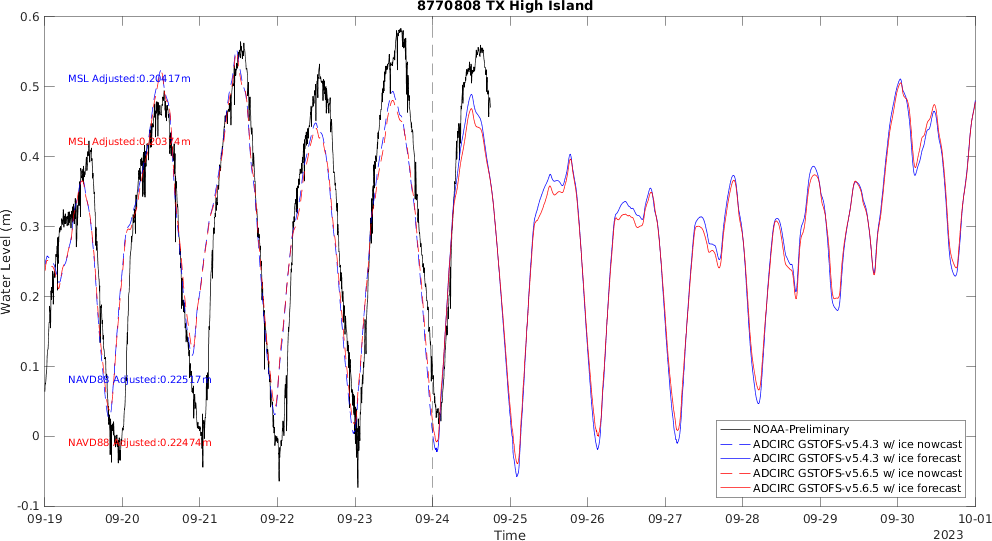 8770808 TX High Island
0.6
0.5
0.4
0.3
0.2
0.1
0
-0.1
Water Level (m)
MSL Adjusted:0.20417m
MSL Adjusted:0.20374m
NAVD88 Adjusted:0.22517m
NAVD88 Adjusted:0.22474m
NOAA-Preliminary
ADCIRC GSTOFS-v5.4.3 w/ ice nowcast
ADCIRC GSTOFS-v5.4.3 w/ ice forecast
ADCIRC GSTOFS-v5.6.5 w/ ice nowcast
ADCIRC GSTOFS-v5.6.5 w/ ice forecast
09-19 09-20 09-21 09-22 09-23 09-24 09-25 09-26 09-27 09-28 09-29 09-30 10-01
Time
2023